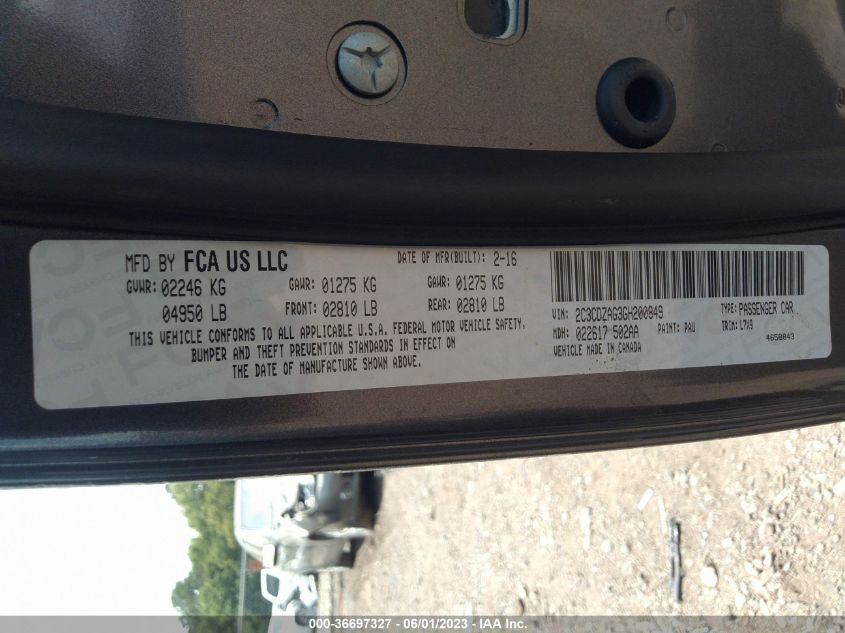 MFD BY FCA US LLC
DATE OF MFR(BUILT): 2-16
GVWR: 02246 KG
GAWR: 01275 KG
GAWR: 01275 KG
04950 LB
FRONT: 02810 LB
REAR: 02810 LB
THIS VEHICLE CONFORMS TO ALL APPLICABLE U.S.A. FEDERAL MOTOR VEHICLE SAFETY,
BUMPER AND THEFT PREVENTION STANDARDS IN EFFECT ON
THE DATE OF MANUFACTURE SHOWN ABOVE.
VIN: 2C3CDZAG3GH200849
TYPE: PASSENGER CAR
MDH: 022617 502AA
PAINT: PAU
TRIM: L7X9
VEHICLE MADE IN CANADA
4650843
000-36697327 | 06/01/2023 | IAA Inc.